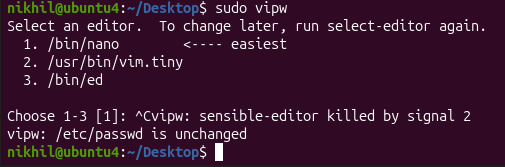 nikhil@ubuntu4:~/Desktop$ sudo vipw
Select an editor.  To change later, run select-editor again.
  1. /bin/nano        <---- easiest
  2. /usr/bin/vim.tiny
  3. /bin/ed

Choose 1-3 [1]: ^Cvipw: sensible-editor killed by signal 2
vipw: /etc/passwd is unchanged
nikhil@ubuntu4:~/Desktop$